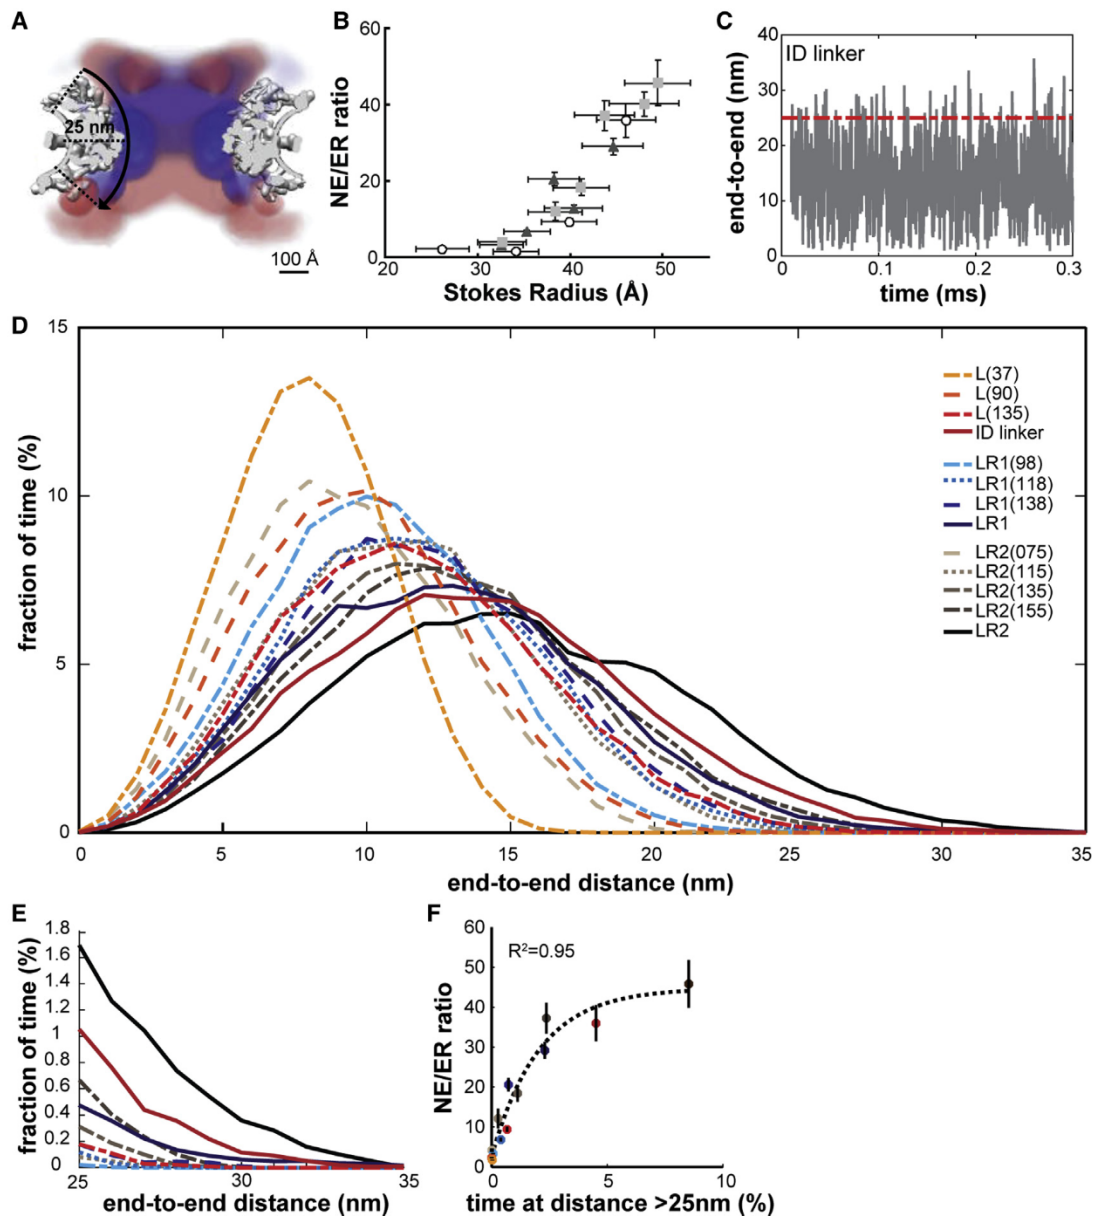 A
25 nm
100 Å
B
60
40
20
0
NE/ER ratio
20
30
40
50
Stokes Radius (Å)
C
ID linker
40
30
20
10
0
end-to-end (nm)
0
0.1
0.2
0.3
time (ms)
D
15
10
5
0
fraction of time (%)
0
5
10
15
20
25
30
35
end-to-end distance (nm)
L(37)
L(90)
L(135)
ID linker
LR1(98)
LR1(118)
LR1(138)
LR1
LR2(075)
LR2(115)
LR2(135)
LR2(155)
LR2
E
1.8
1.6
1.4
1.2
1
0.8
0.6
0.4
0.2
0
fraction of time (%)
25
30
35
end-to-end distance (nm)
F
R²=0.95
60
50
40
30
20
10
0
NE/ER ratio
0
5
10
time at distance >25nm (%)